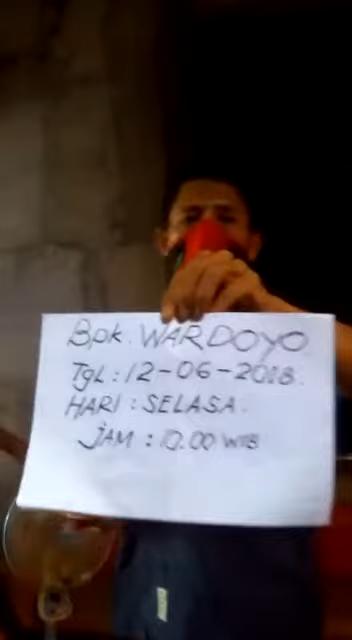 Bpk. WARDOYO
TgL : 12-06-2018.
HARI : SELASA.
JAM : 10.00 WIB